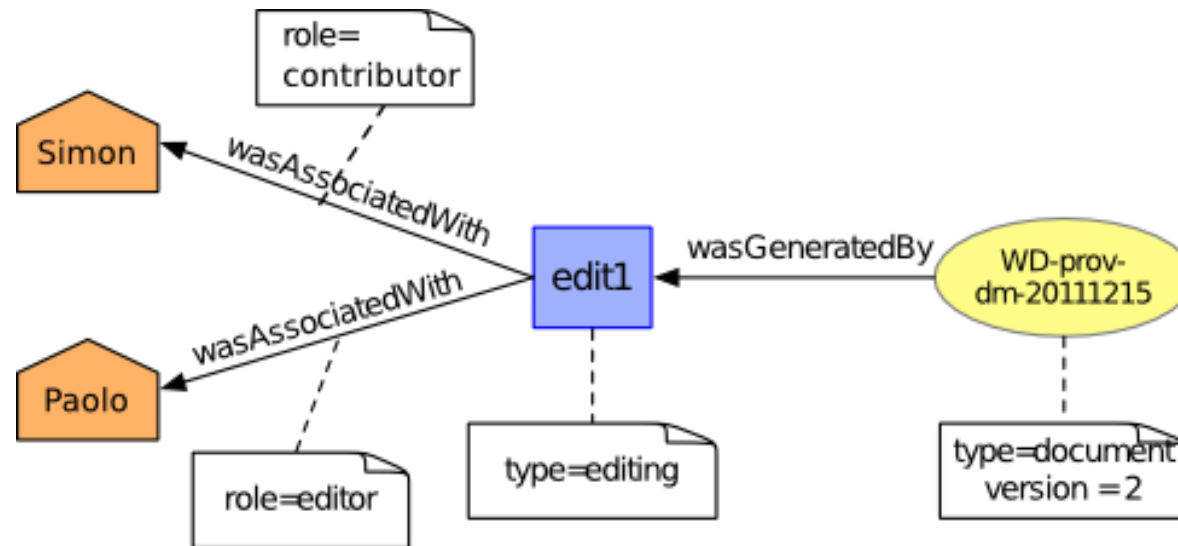 role=
contributor
Simon
wasAssociatedWith
edit1
wasGeneratedBy
WD-prov-
dm-20111215
wasAssociatedWith
Paolo
role=editor
type=editing
type=document
version = 2